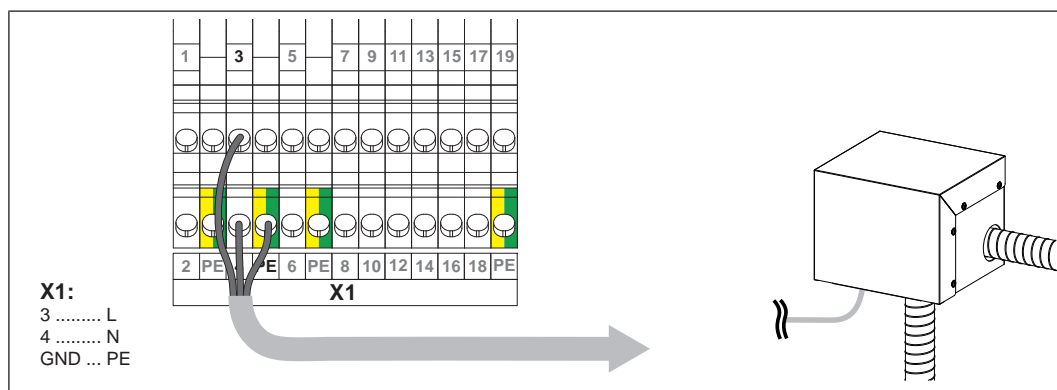 1 3 5 7 9 11 13 15 17 19
2 PE PE 6 PE 8 10 12 14 16 18 PE
X1
X1:
3 ......... L
4 ......... N
GND ... PE